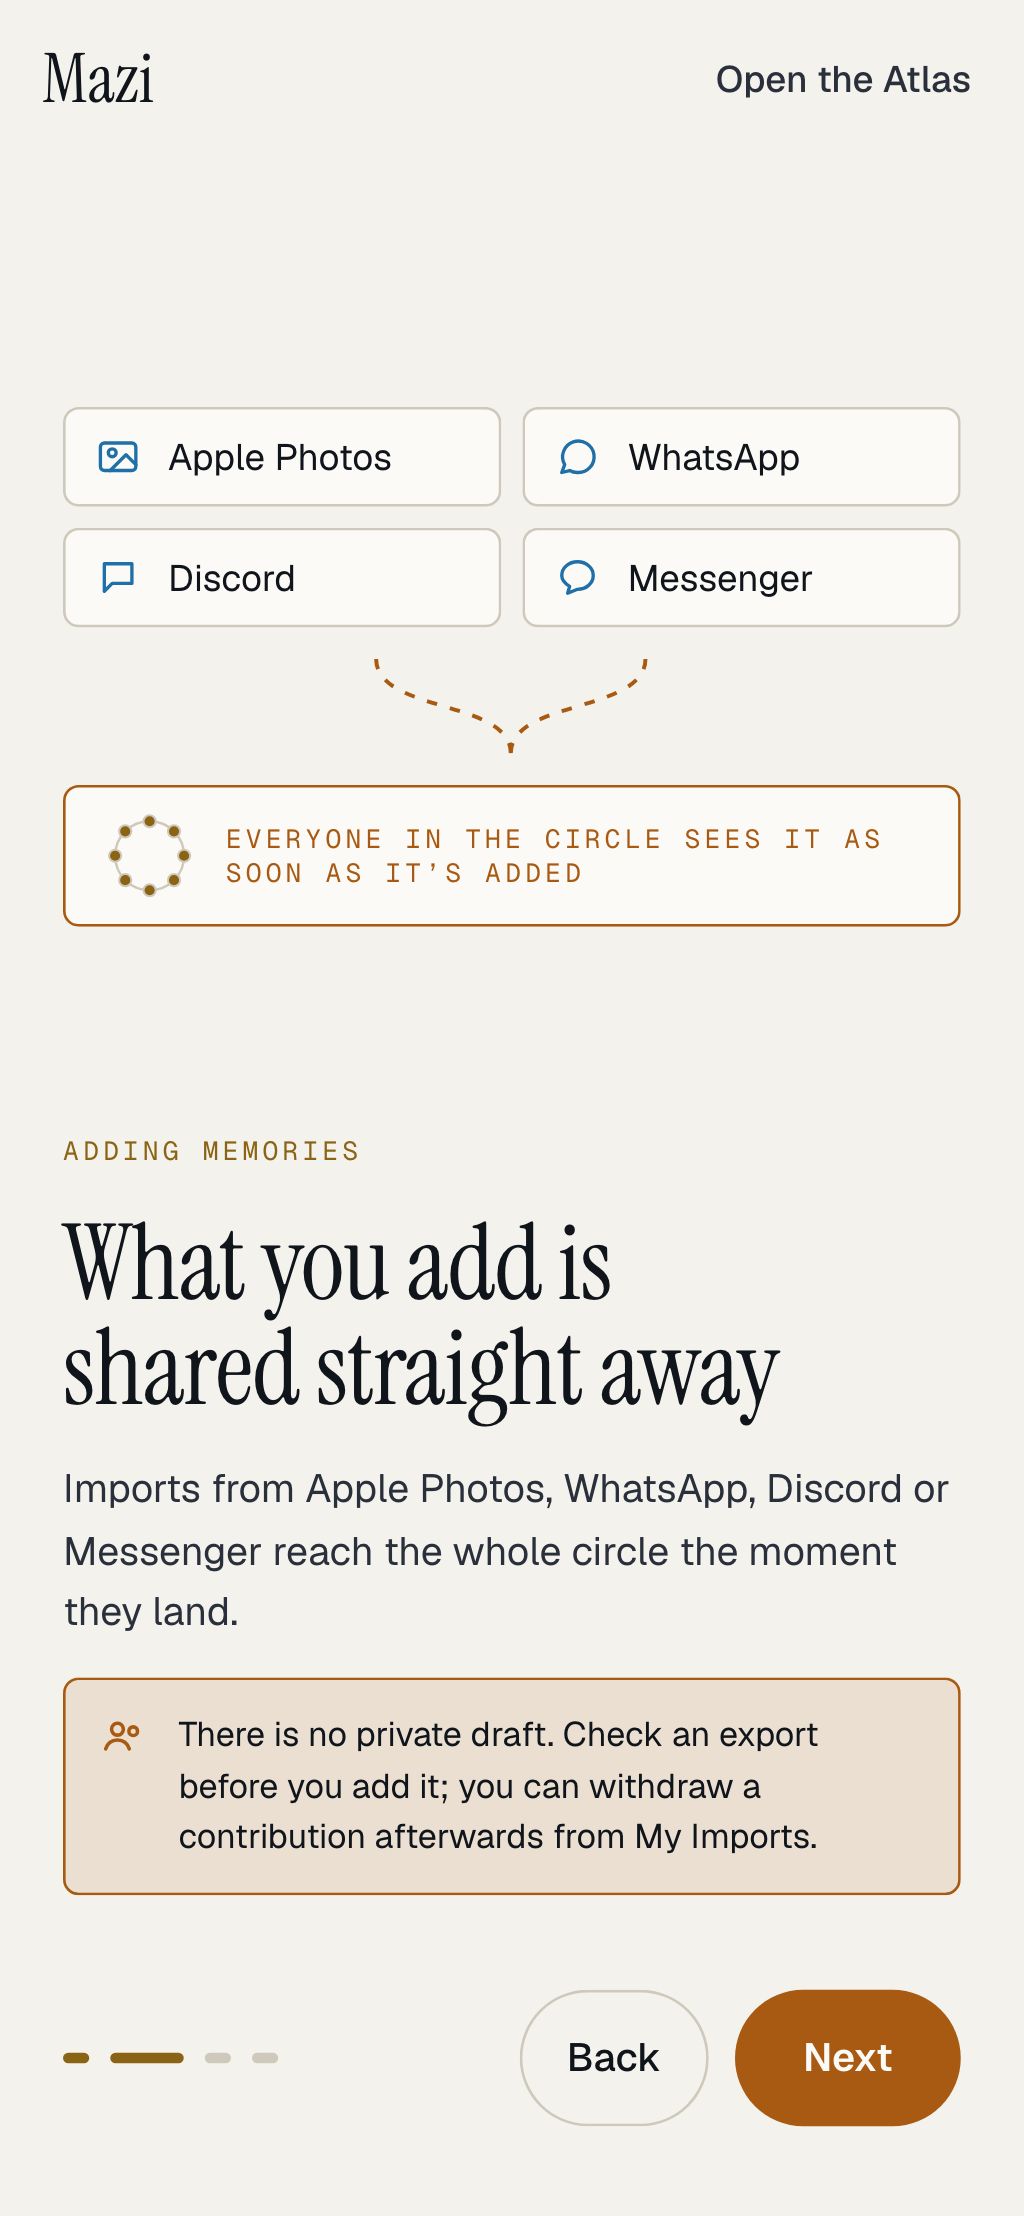 Mazi
Open the Atlas
Apple Photos
WhatsApp
Discord
Messenger
EVERYONE IN THE CIRCLE SEES IT AS
SOON AS IT’S ADDED
ADDING MEMORIES
What you add is
shared straight away
Imports from Apple Photos, WhatsApp, Discord or
Messenger reach the whole circle the moment
they land.
There is no private draft. Check an export
before you add it; you can withdraw a
contribution afterwards from My Imports.
Back
Next